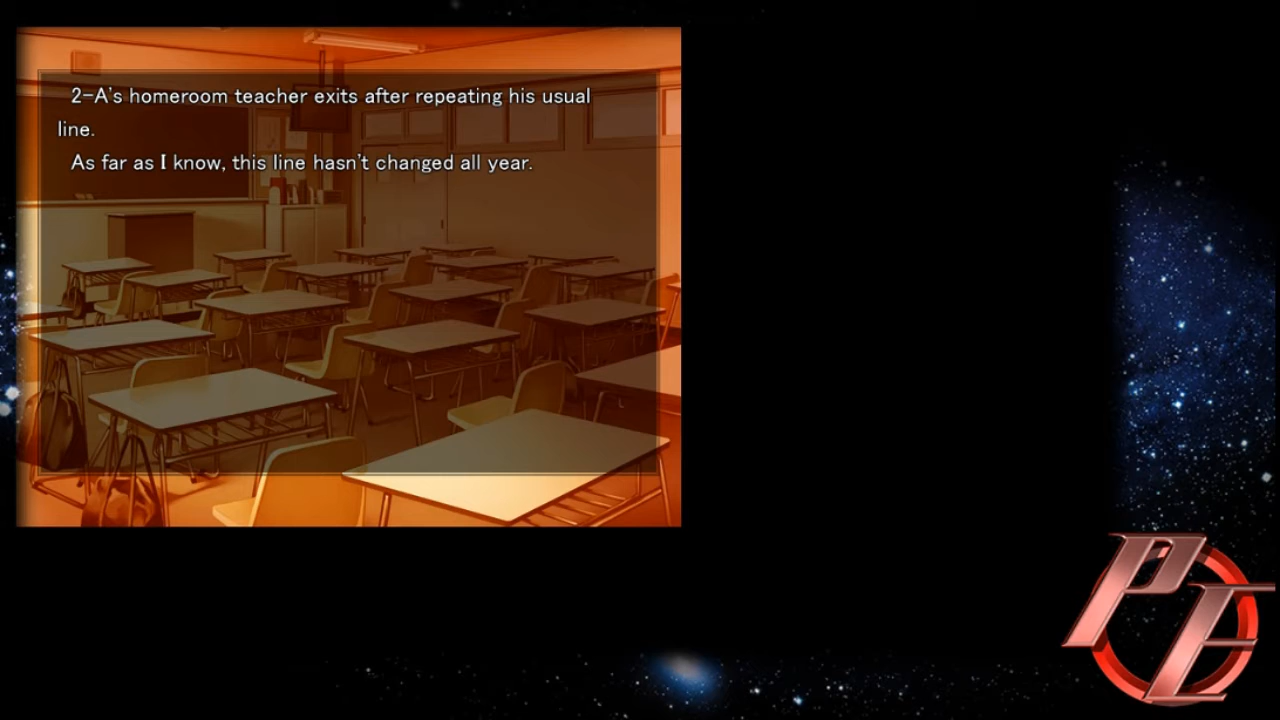 2-A's homeroom teacher exits after repeating his usual
line.
As far as I know, this line hasn't changed all year.
PE